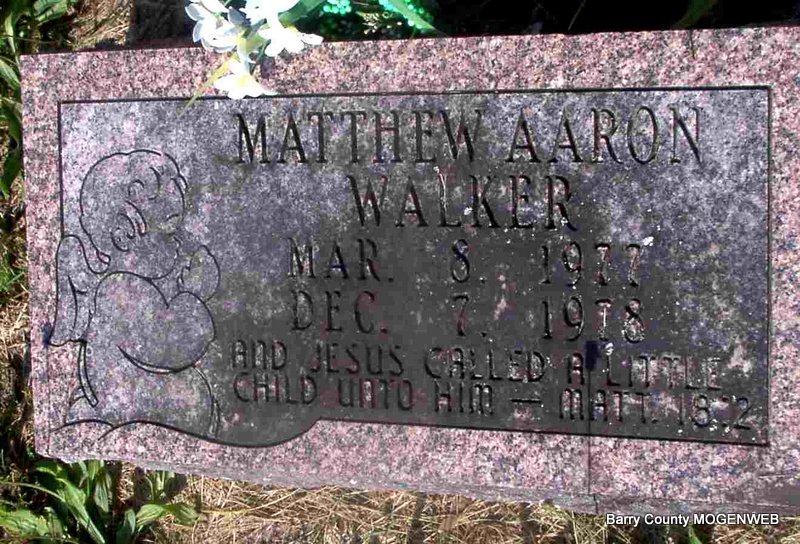 MATTHEW AARON
WALKER
MAR. 8. 1977
DEC. 7. 1978
AND JESUS CALLED A LITTLE
CHILD UNTO HIM — MATT. 18:2
Barry County MOGENWEB